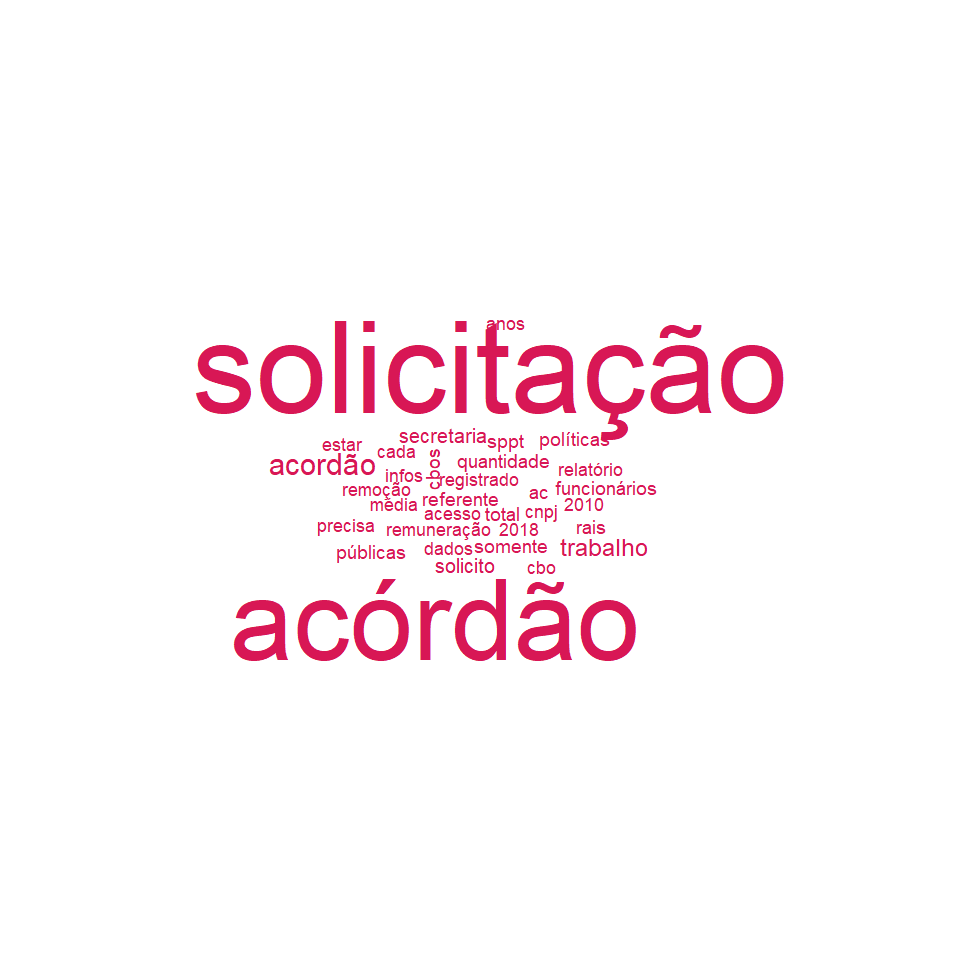 anos
solicitação
secretaria sppt políticas
estar cada cbos
acordão quantidade relatório
infos registrado
remoção ac funcionários
média referente 2010
acesso total cnpj
precisa remuneração 2018 rais
públicas dados somente trabalho
solicito cbo
acórdão